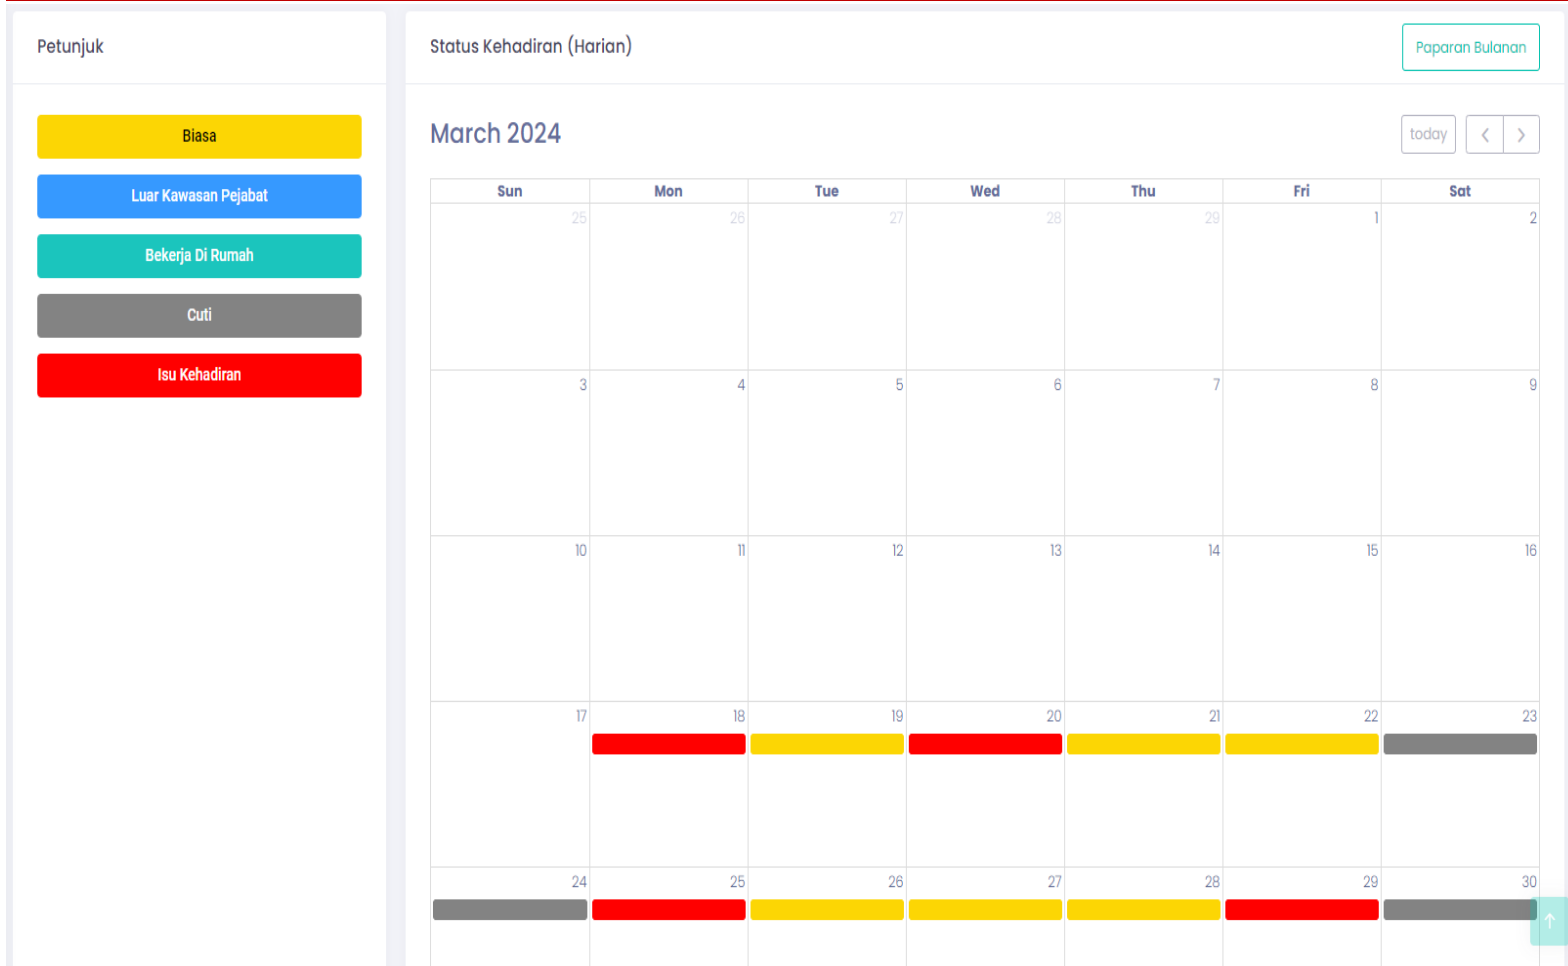 Petunjuk
Biasa
Luar Kawasan Pejabat
Bekerja Di Rumah
Cuti
Isu Kehadiran
Status Kehadiran (Harian)
Paparan Bulanan
March 2024
today
Sun Mon Tue Wed Thu Fri Sat
25 26 27 28 29 1 2
3 4 5 6 7 8 9
10 11 12 13 14 15 16
17 18 19 20 21 22 23
24 25 26 27 28 29 30